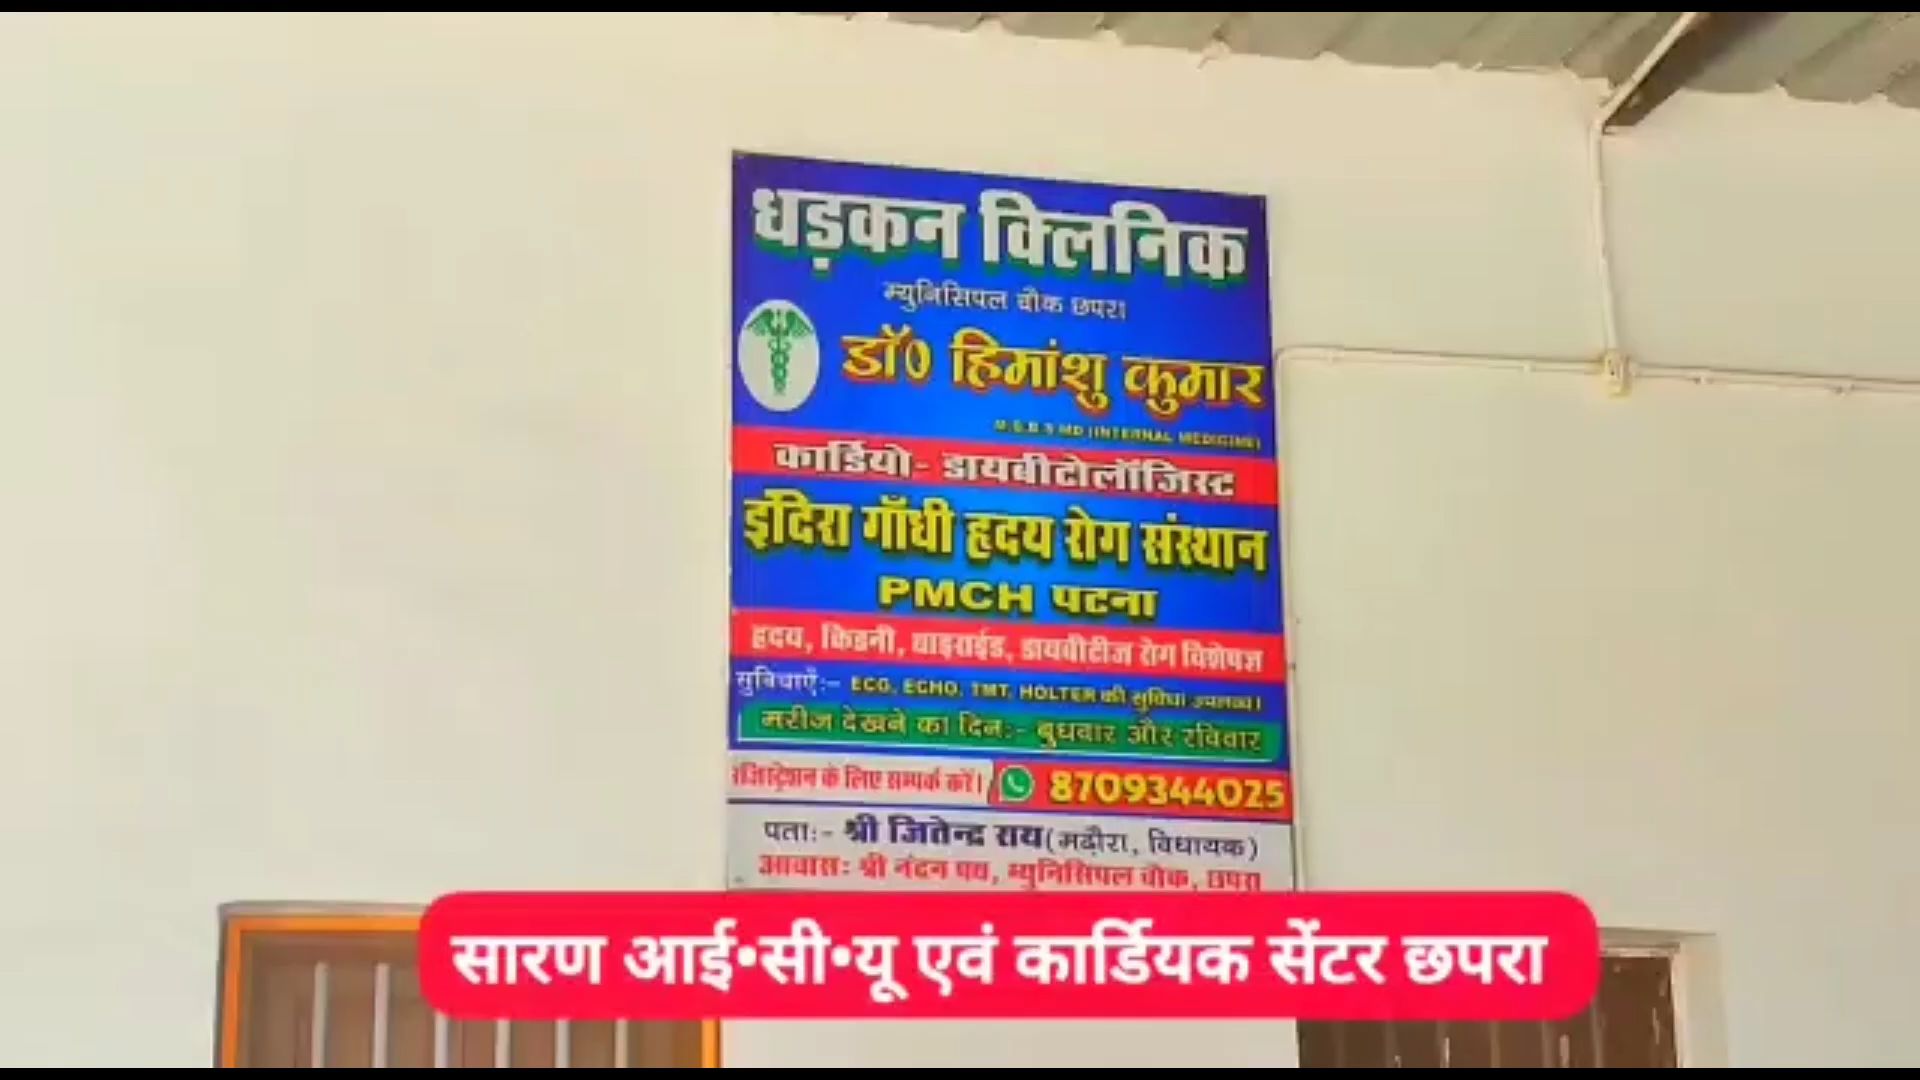 धड़कन क्लिनिक
म्युनिसिपल चौक छपरा
डॉ० हिमांशु कुमार
M.B.B.S MD (INTERNAL MEDICINE)
कार्डियो- डायबीटोलॉजिस्ट
इंदिरा गाँधी हृदय रोग संस्थान
PMCH पटना
हृदय, किडनी, थाइराईड, डायबीटीज रोग विशेषज्ञ
सुविधाएँ:- ECG, ECHO, TMT, HOLTER की सुविधा उपलब्ध।
मरीज देखने का दिन:- बुधवार और रविवार
रजिस्ट्रेशन के लिए सम्पर्क करें। 8709344025
पता:- श्री जितेन्द्र राय(मढ़ौरा, विधायक)
आवास: श्री नंदन पथ, म्युनिसिपल चौक, छपरा
सारण आई•सी•यू एवं कार्डियक सेंटर छपरा